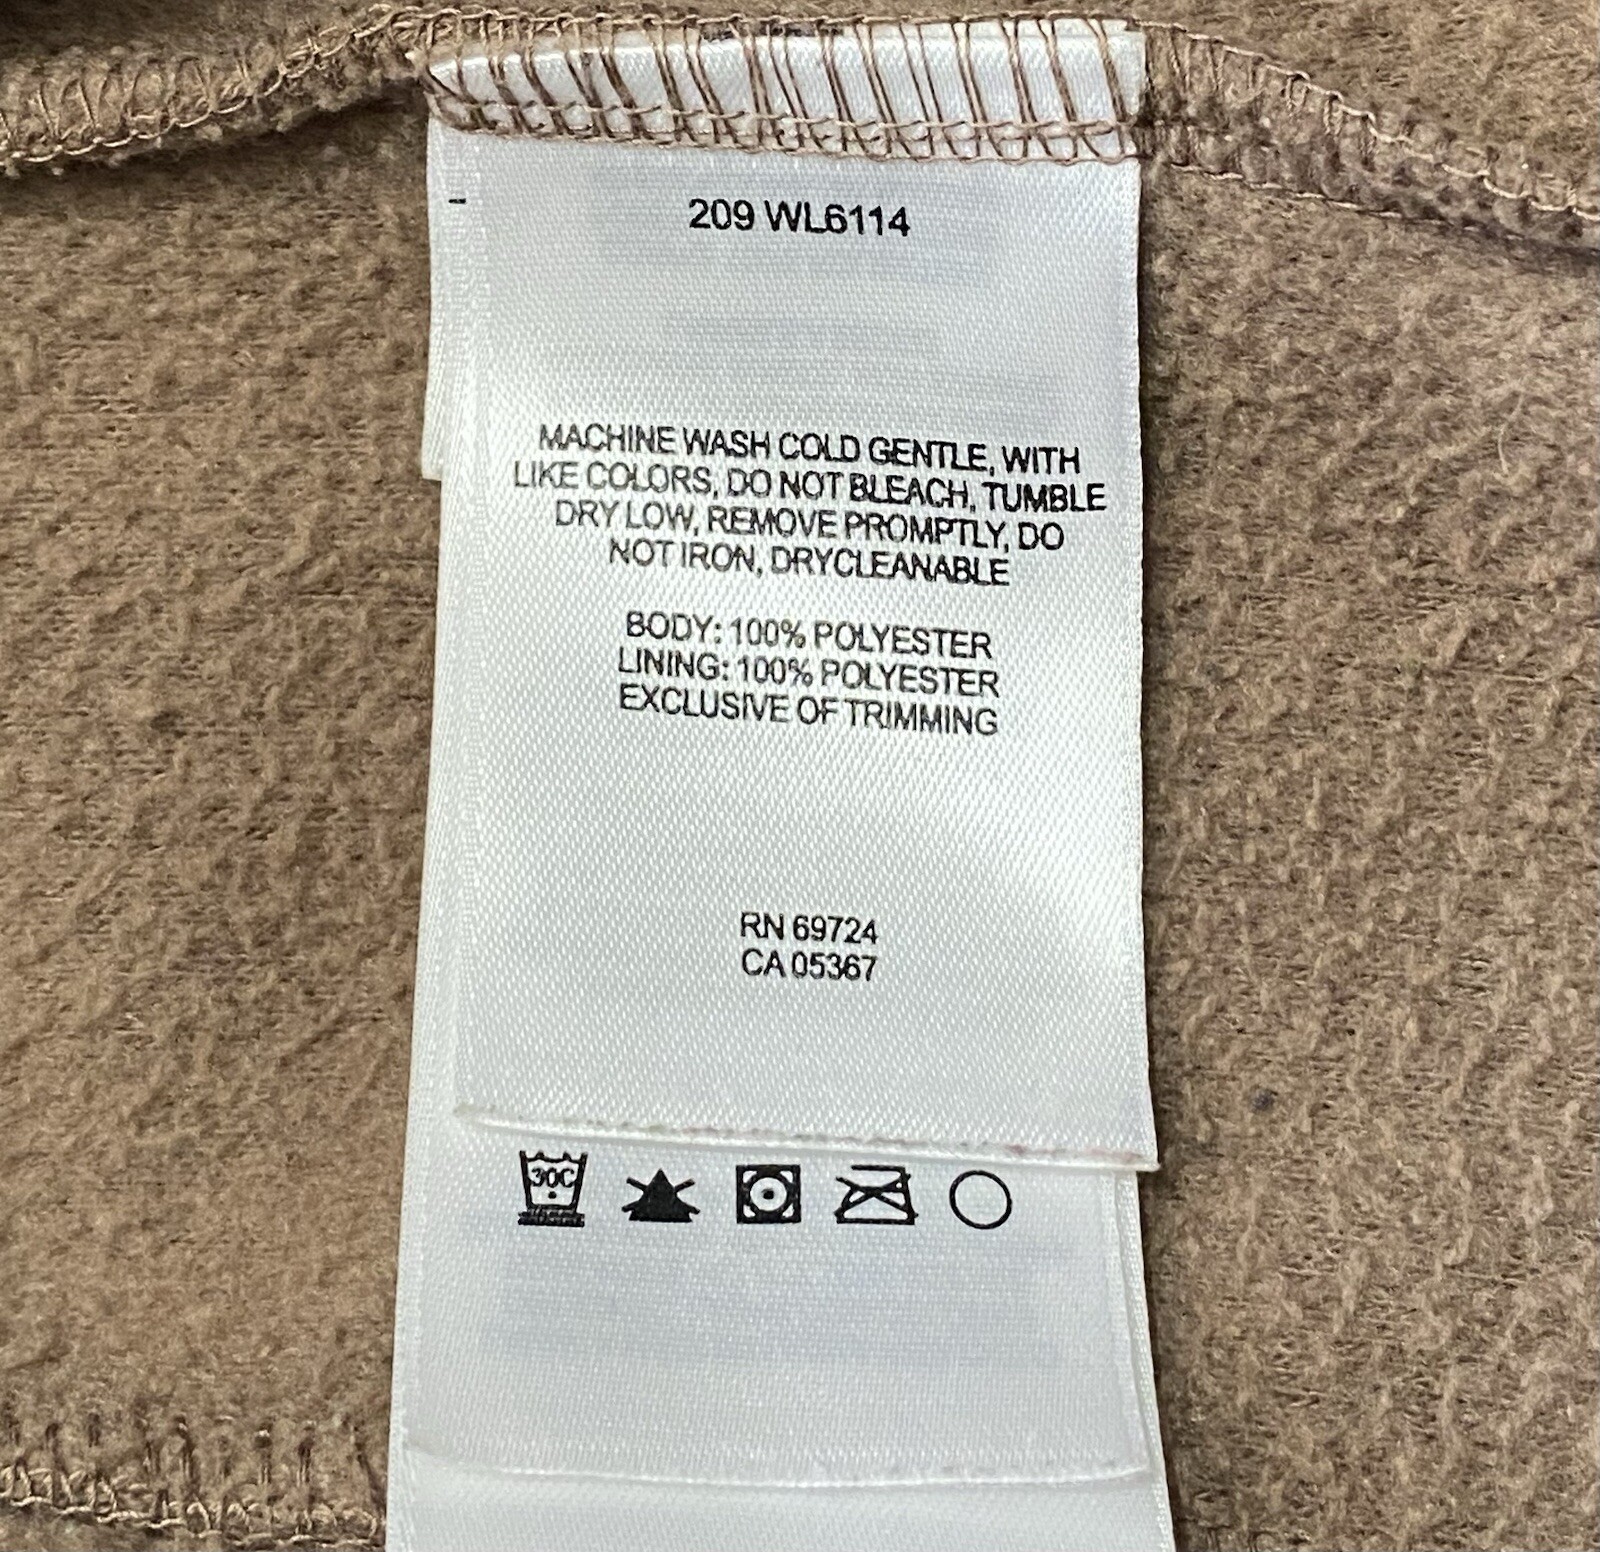 209 WL6114
MACHINE WASH COLD GENTLE, WITH
LIKE COLORS, DO NOT BLEACH, TUMBLE
DRY LOW, REMOVE PROMPTLY, DO
NOT IRON, DRYCLEANABLE
BODY: 100% POLYESTER
LINING: 100% POLYESTER
EXCLUSIVE OF TRIMMING
RN 69724
CA 05367
30C